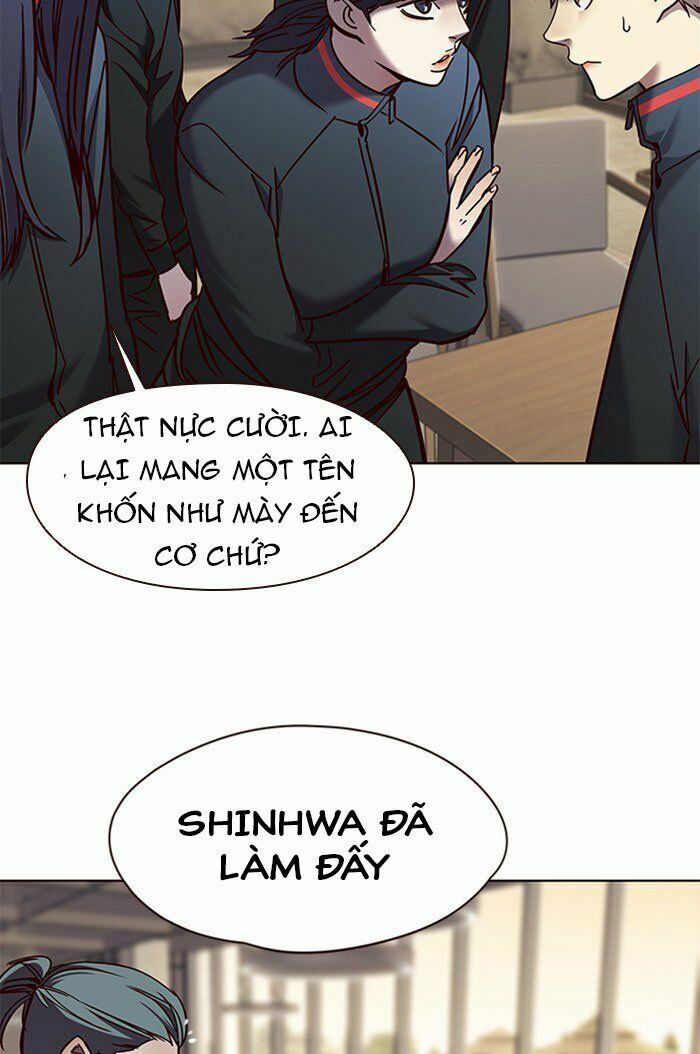 THẬT NỰC CƯỜI. AI
LẠI MANG MỘT TÊN
KHỐN NHƯ MÀY ĐẾN
CƠ CHỨ?
SHINHWA ĐÃ
LÀM ĐẤY